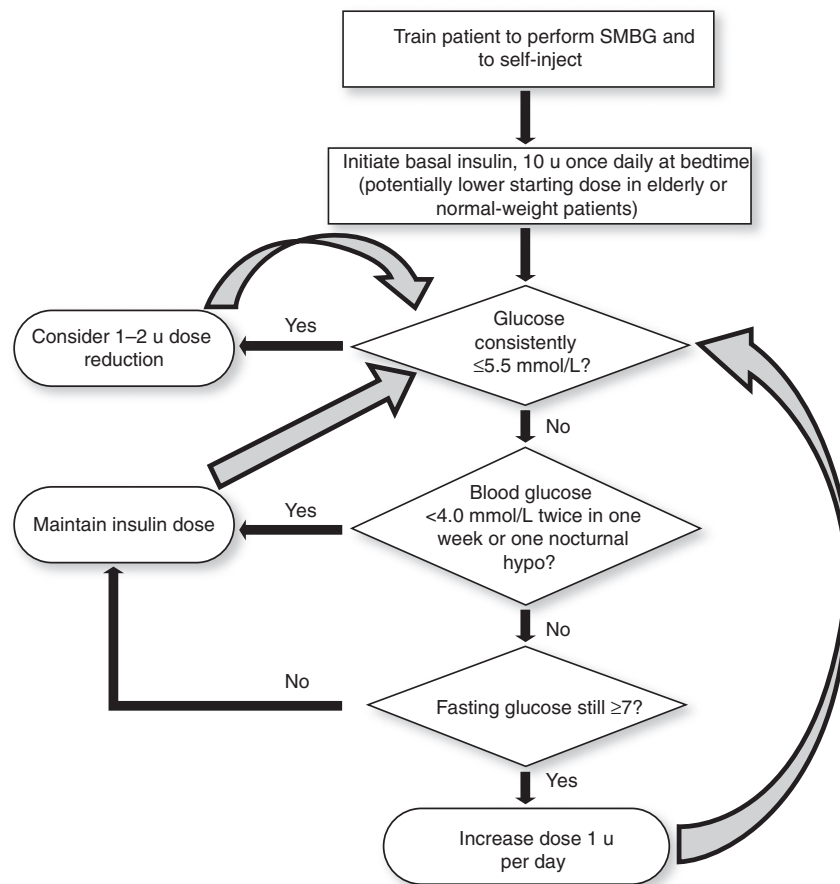 Train patient to perform SMBG and
to self-inject
Initiate basal insulin, 10 u once daily at bedtime
(potentially lower starting dose in elderly or
normal-weight patients)
Glucose
consistently
≤5.5 mmol/L?
Yes
Consider 1–2 u dose
reduction
No
Blood glucose
<4.0 mmol/L twice in one
week or one nocturnal
hypo?
Yes
Maintain insulin dose
No
Fasting glucose still ≥7?
No
Yes
Increase dose 1 u
per day